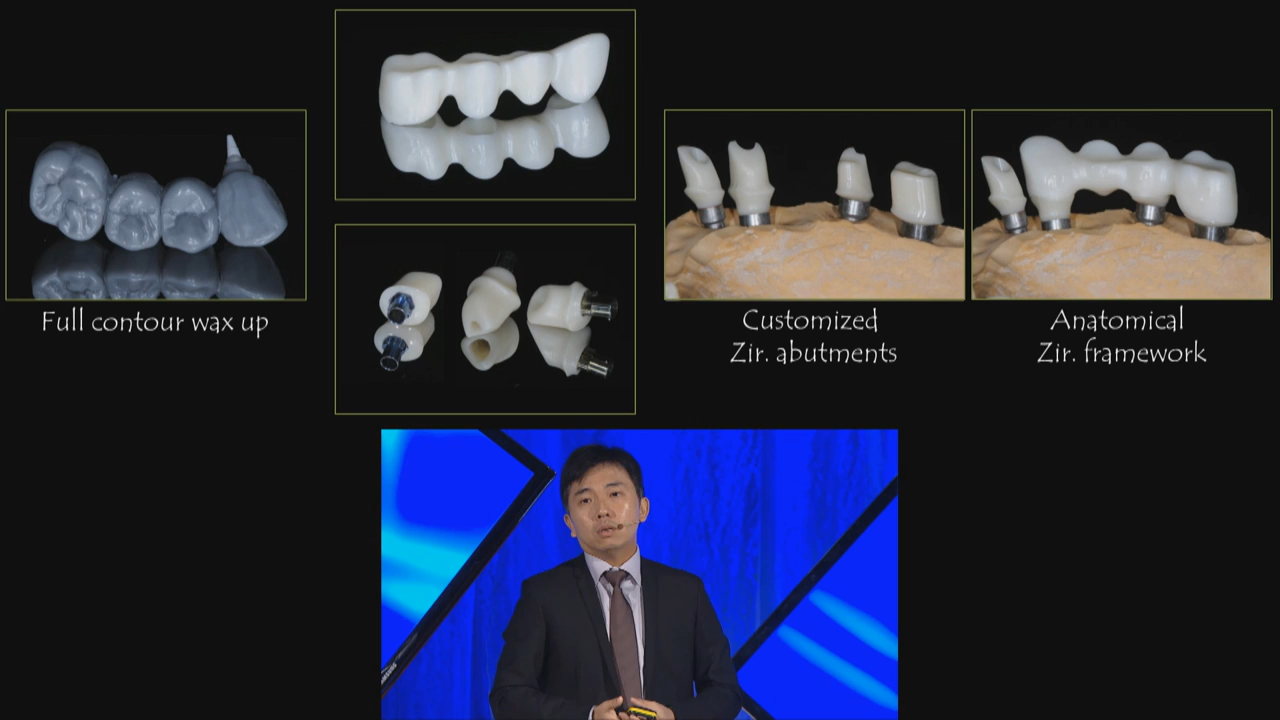 Full contour wax up
Customized
Zir. abutments
Anatomical
Zir. framework